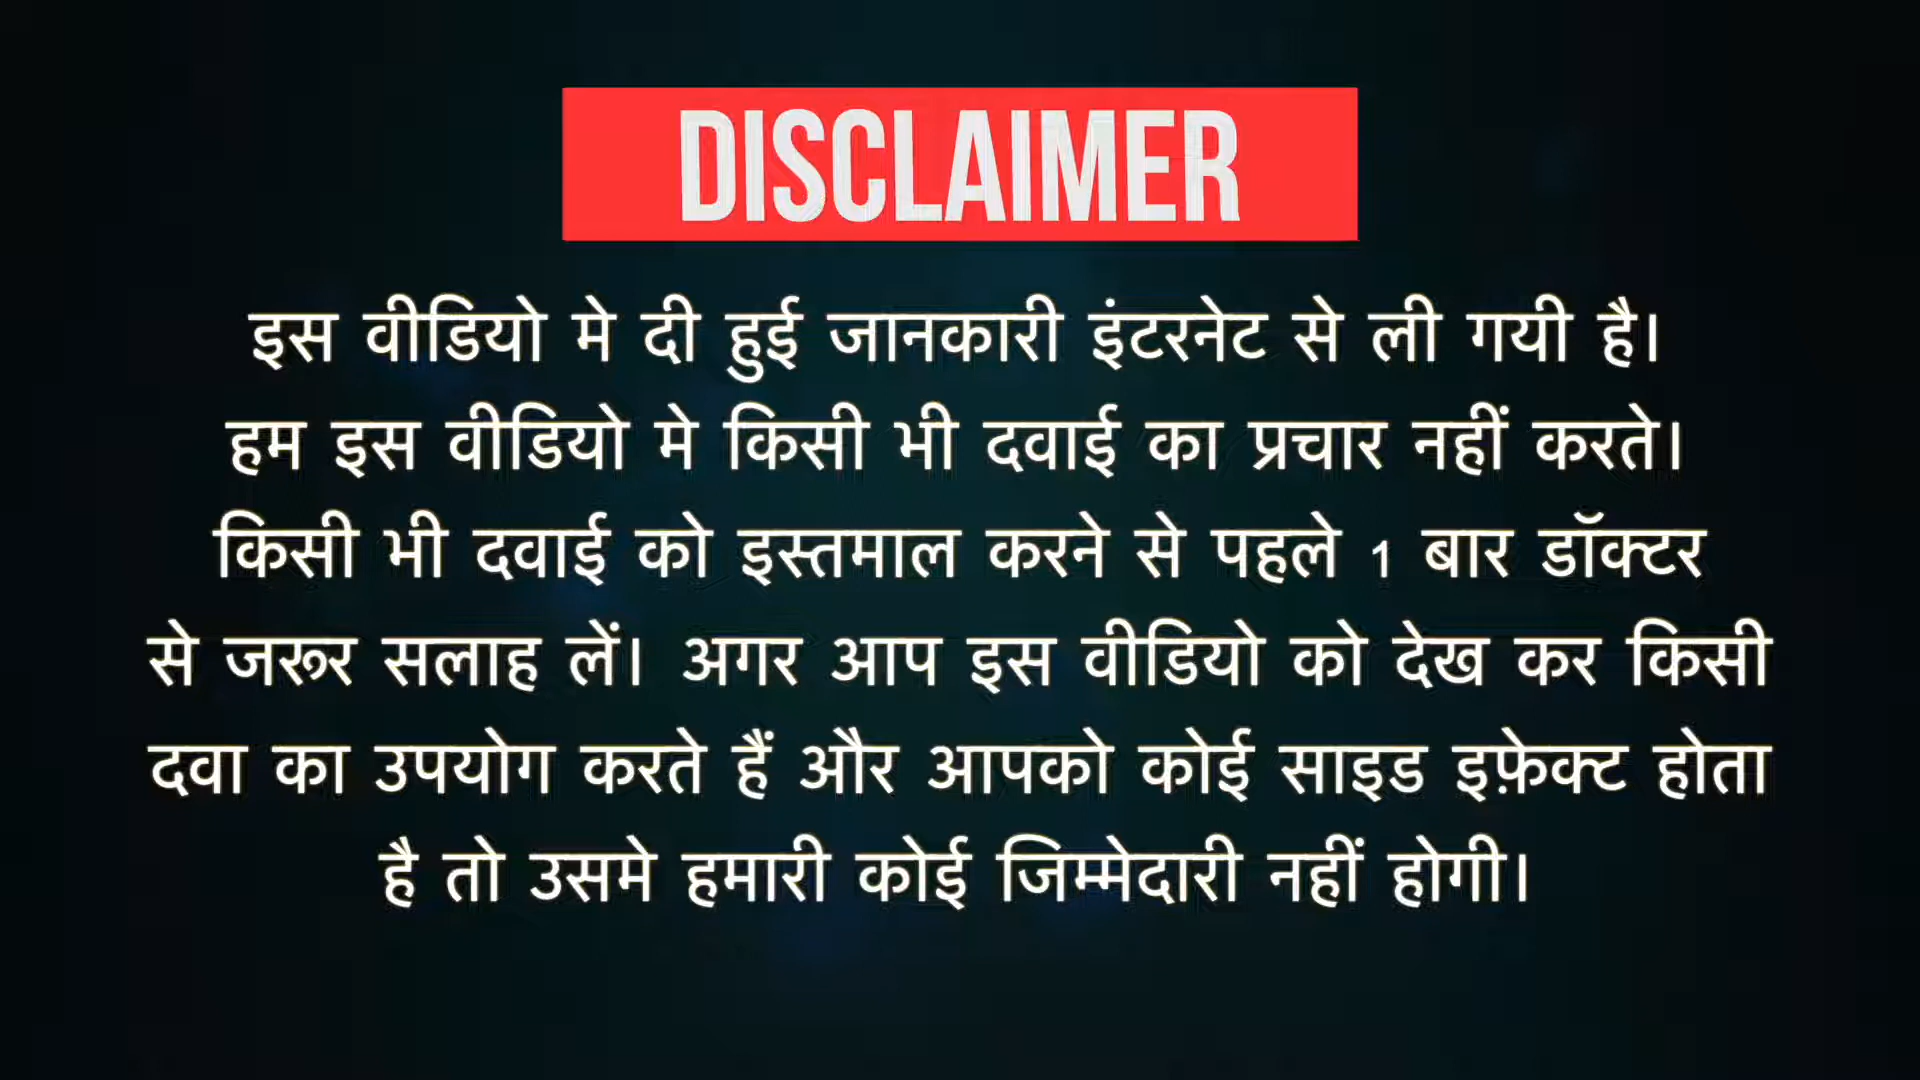 DISCLAIMER
इस वीडियो मे दी हुई जानकारी इंटरनेट से ली गयी है।
हम इस वीडियो मे किसी भी दवाई का प्रचार नहीं करते।
किसी भी दवाई को इस्तमाल करने से पहले 1 बार डॉक्टर
से जरूर सलाह लें। अगर आप इस वीडियो को देख कर किसी
दवा का उपयोग करते हैं और आपको कोई साइड इफ़ेक्ट होता
है तो उसमे हमारी कोई जिम्मेदारी नहीं होगी।